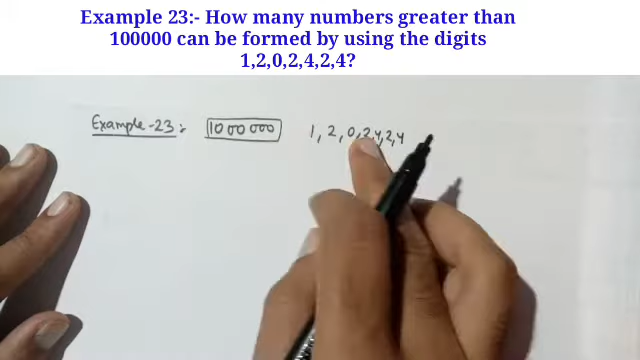 Example 23:- How many numbers greater than
100000 can be formed by using the digits
1,2,0,2,4,2,4?
Example-23: 1000000 1, 2, 0, 2, 4, 2, 4